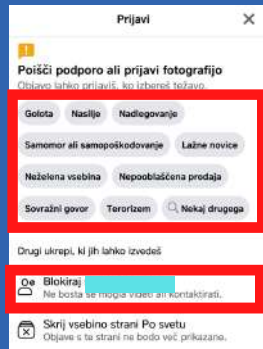 Prijavi
Poišči podporo ali prijavi fotografijo
Objavo lahko prijaviš, ko izbereš težavo.
Golota Nasilje Nadlegovanje
Samomor ali samopoškodovanje Lažne novice
Neželena vsebina Nepooblaščena prodaja
Sovražni govor Terorizem Nekaj drugega
Drugi ukrepi, ki jih lahko izvedeš
Blokiraj
Ne bosta se mogla videti ali kontaktirati.
Skrij vsebino strani Po svetu
Objave s te strani ne bodo več prikazane.